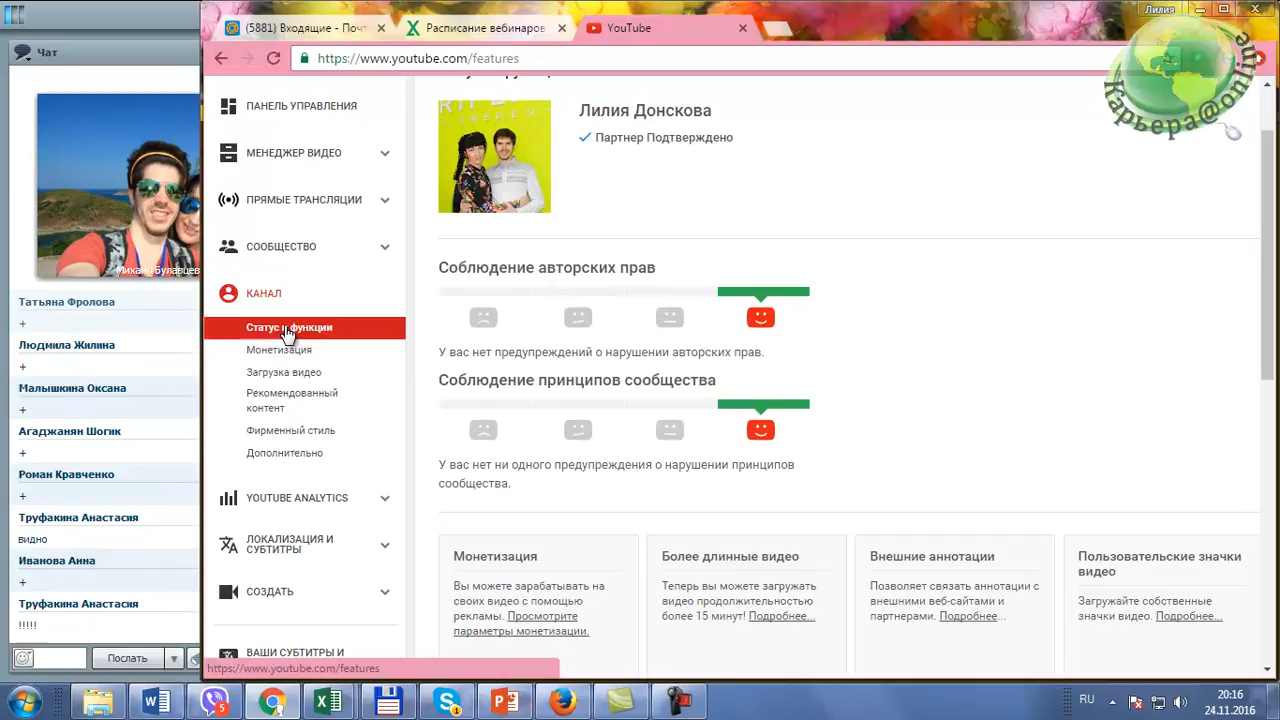 Лилия
(5881) Входящие - Почт
Расписание вебинаров
YouTube
https://www.youtube.com/features
Карьера@online
Чат
Михаил Булавцев
Татьяна Фролова
+
Людмила Жилина
+
Малышкина Оксана
+
Агаджанян Шогик
+
Роман Кравченко
+
Труфакина Анастасия
видно
Иванова Анна
+
Труфакина Анастасия
!!!!!
Послать
ПАНЕЛЬ УПРАВЛЕНИЯ
МЕНЕДЖЕР ВИДЕО
ПРЯМЫЕ ТРАНСЛЯЦИИ
СООБЩЕСТВО
КАНАЛ
Статус и функции
Монетизация
Загрузка видео
Рекомендованный
контент
Фирменный стиль
Дополнительно
YOUTUBE ANALYTICS
ЛОКАЛИЗАЦИЯ И
СУБТИТРЫ
СОЗДАТЬ
ВАШИ СУБТИТРЫ И
https://www.youtube.com/features
Лилия Донскова
Партнер Подтверждено
Соблюдение авторских прав
У вас нет предупреждений о нарушении авторских прав.
Соблюдение принципов сообщества
У вас нет ни одного предупреждения о нарушении принципов
сообщества.
Монетизация
Вы можете зарабатывать на
своих видео с помощью
рекламы. Просмотрите
параметры монетизации.
Более длинные видео
Теперь вы можете загружать
видео продолжительностью
более 15 минут! Подробнее...
Внешние аннотации
Позволяет связать аннотации с
внешними веб-сайтами и
партнерами. Подробнее...
Пользовательские значки
видео
Загружайте собственные
значки видео. Подробнее...
RU
20:16
24.11.2016